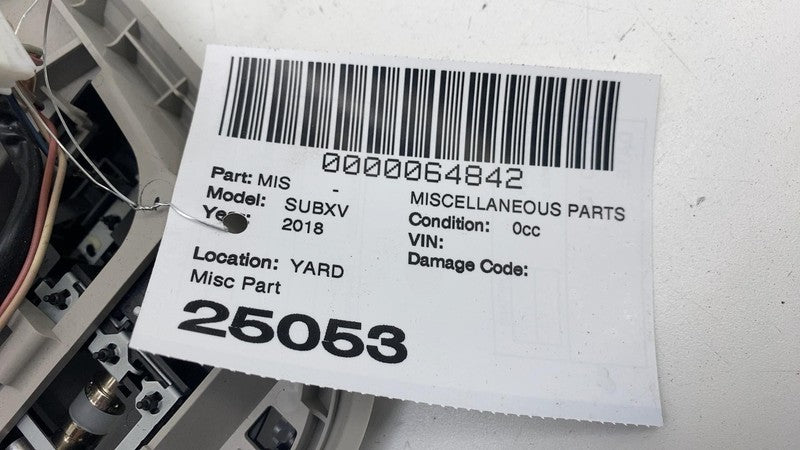 0000064842
Part: MIS -
MISCELLANEOUS PARTS
Model: SUBXV
Condition: 0cc
2018
VIN:
Location: YARD
Damage Code:
Misc Part
25053